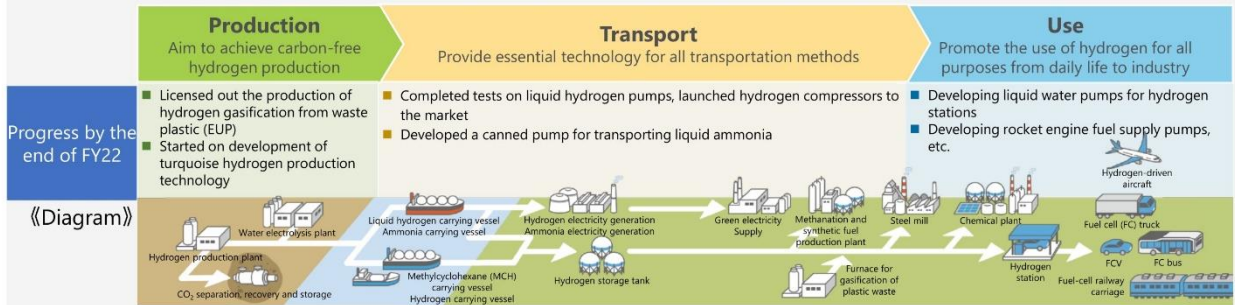 Production
Aim to achieve carbon-free
hydrogen production
Transport
Provide essential technology for all transportation methods
Use
Promote the use of hydrogen for all
purposes from daily life to industry
Progress by the
end of FY22
■ Licensed out the production of
hydrogen gasification from waste
plastic (EUP)
■ Started on development of
turquoise hydrogen production
technology
■ Completed tests on liquid hydrogen pumps, launched hydrogen compressors to
the market
■ Developed a canned pump for transporting liquid ammonia
■ Developing liquid water pumps for hydrogen
stations
■ Developing rocket engine fuel supply pumps,
etc.
Hydrogen-driven
aircraft
《Diagram》
Water electrolysis plant
Hydrogen production plant
CO₂ separation, recovery and storage
Liquid hydrogen carrying vessel
Ammonia carrying vessel
Methylcyclohexane (MCH)
carrying vessel
Hydrogen carrying vessel
Hydrogen electricity generation
Ammonia electricity generation
Hydrogen storage tank
Green electricity
Supply
Methanation and
synthetic fuel
production plant
Furnace for
gasification of
plastic waste
Steel mill
Chemical plant
Hydrogen
station
Fuel cell (FC) truck
FCV
FC bus
Fuel-cell railway
carriage